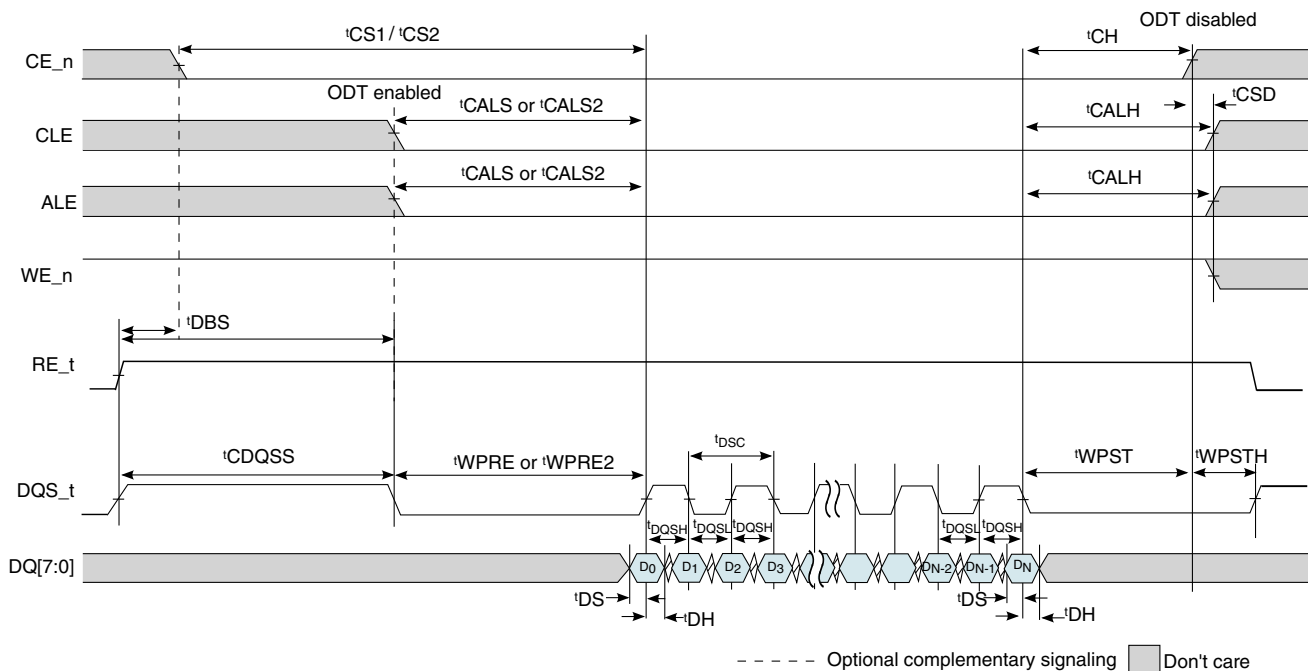 ODT disabled
tCS1 / tCS2
tCH
CE_n
ODT enabled
tCALS or tCALS2
tCALH
tCSD
CLE
tCALS or tCALS2
tCALH
ALE
WE_n
tDBS
RE_t
tCDQSS
tWPRE or tWPRE2
tDSC
tWPST
tWPSTH
DQS_t
tDQSH
tDQSL
tDQSH
tDQSL
tDQSH
DQ[7:0]
D0
D1
D2
D3
DN-2
DN-1
DN
tDS
tDH
tDS
tDH
Optional complementary signaling
Don't care